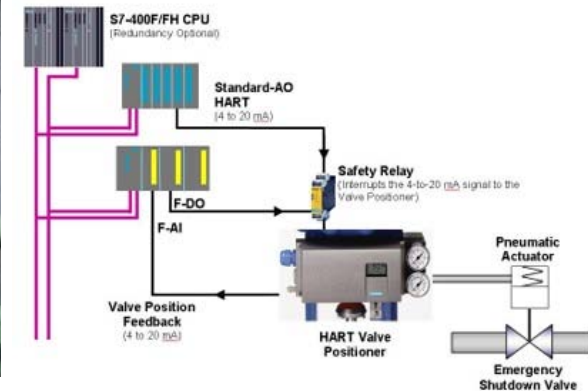 S7-400F/FH CPU
(Redundancy Optional)
Standard-AO
HART
(4 to 20 mA)
Safety Relay
(Interrupts the 4-to-20 mA signal to the
Valve Positioner)
F-DO
F-AI
Pneumatic
Actuator
Valve Position
Feedback
(4 to 20 mA)
HART Valve
Positioner
Emergency
Shutdown Valve